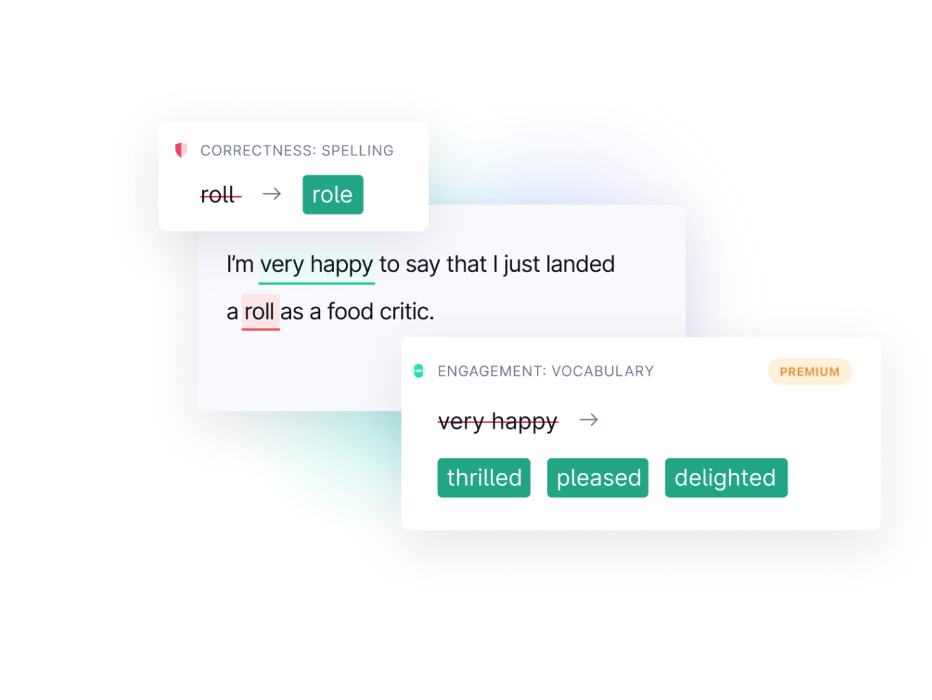 CORRECTNESS: SPELLING
roll → role
I’m very happy to say that I just landed
a roll as a food critic.
ENGAGEMENT: VOCABULARY PREMIUM
very happy →
thrilled pleased delighted